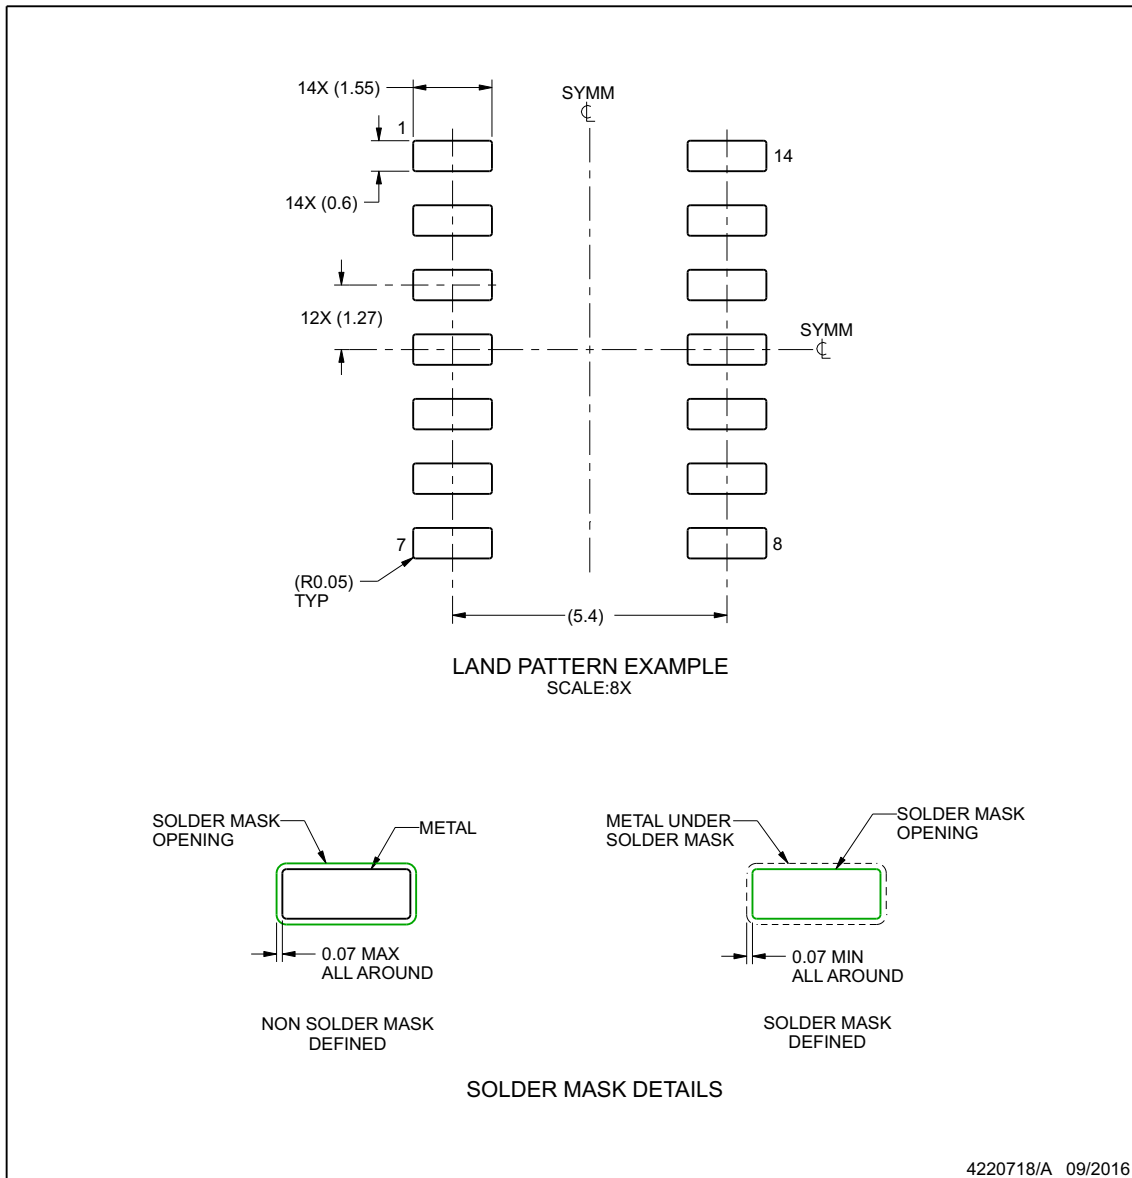 14X (1.55)
SYMM
℄
1
14
14X (0.6)
12X (1.27)
SYMM
℄
7
8
(R0.05)
TYP
(5.4)
LAND PATTERN EXAMPLE
SCALE:8X
SOLDER MASK
OPENING
METAL
0.07 MAX
ALL AROUND
NON SOLDER MASK
DEFINED
METAL UNDER
SOLDER MASK
SOLDER MASK
OPENING
0.07 MIN
ALL AROUND
SOLDER MASK
DEFINED
SOLDER MASK DETAILS
4220718/A 09/2016